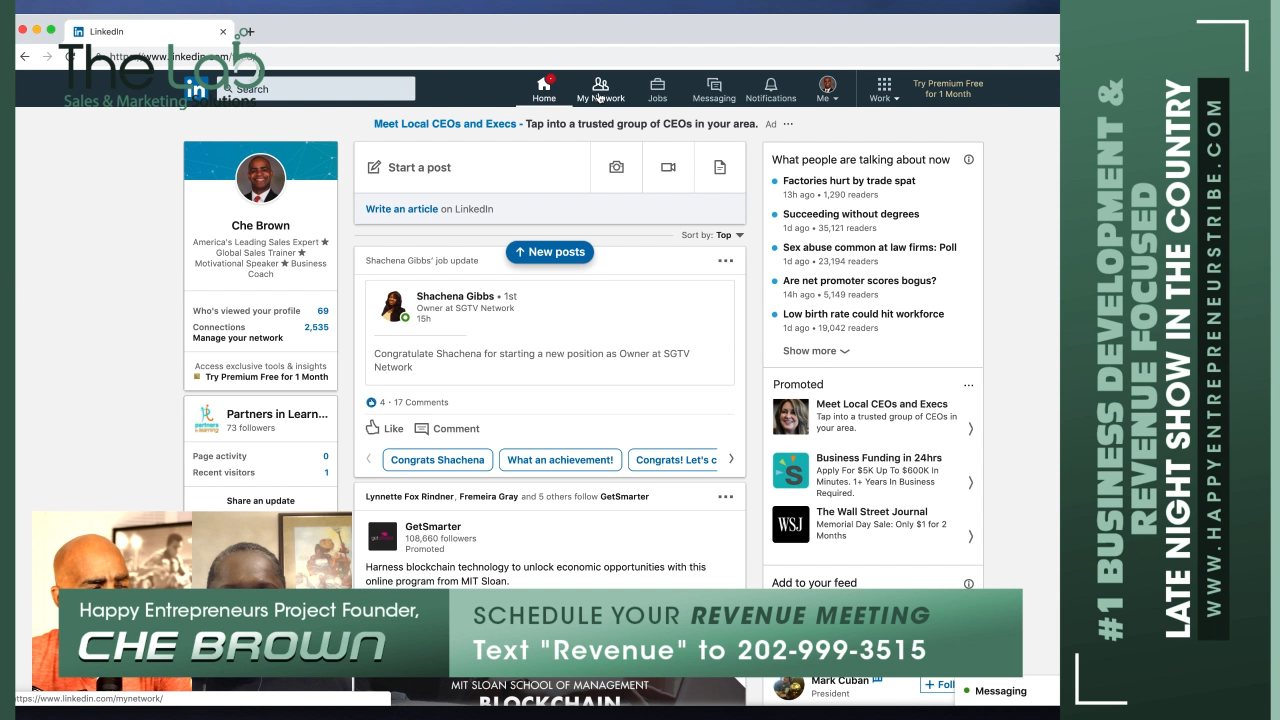 LinkedIn
https://www.linkedin.com/feed/
The Lab
Sales & Marketing Solutions
in
Search
Home
My Network
Jobs
Messaging
Notifications
Me
Work
Try Premium Free
for 1 Month
Meet Local CEOs and Execs - Tap into a trusted group of CEOs in your area. Ad
Che Brown
America's Leading Sales Expert ★
Global Sales Trainer ★
Motivational Speaker ★ Business
Coach
Who's viewed your profile 69
Connections 2,535
Manage your network
Access exclusive tools & insights
Try Premium Free for 1 Month
partners in learning
Partners in Learn...
73 followers
Page activity 0
Recent visitors 1
Share an update
Start a post
Write an article on LinkedIn
Sort by: Top
↑ New posts
Shachena Gibbs' job update
Shachena Gibbs • 1st
Owner at SGTV Network
15h
Congratulate Shachena for starting a new position as Owner at SGTV
Network
4 · 17 Comments
Like
Comment
Congrats Shachena
What an achievement!
Congrats! Let's c
Lynnette Fox Rindner, Fremeira Gray and 5 others follow GetSmarter
GetSmarter
108,660 followers
Promoted
Harness blockchain technology to unlock economic opportunities with this
online program from MIT Sloan.
MIT SLOAN SCHOOL OF MANAGEMENT
BLOCKCHAIN
What people are talking about now
Factories hurt by trade spat
13h ago • 1,290 readers
Succeeding without degrees
1d ago • 35,121 readers
Sex abuse common at law firms: Poll
1d ago • 23,194 readers
Are net promoter scores bogus?
14h ago • 5,149 readers
Low birth rate could hit workforce
1d ago • 19,042 readers
Show more
Promoted
Meet Local CEOs and Execs
Tap into a trusted group of CEOs in
your area.
S
Business Funding in 24hrs
Apply For $5K Up To $600K In
Minutes. 1+ Years In Business
Required.
WSJ
The Wall Street Journal
Memorial Day Sale: Only $1 for 2
Months
Add to your feed
Mark Cuban in
President
+ Foll
Messaging
https://www.linkedin.com/mynetwork/
Happy Entrepreneurs Project Founder,
CHE BROWN
SCHEDULE YOUR REVENUE MEETING
Text "Revenue" to 202-999-3515
#1 BUSINESS DEVELOPMENT &
REVENUE FOCUSED
LATE NIGHT SHOW IN THE COUNTRY
WWW.HAPPYENTREPRENEURSTRIBE.COM